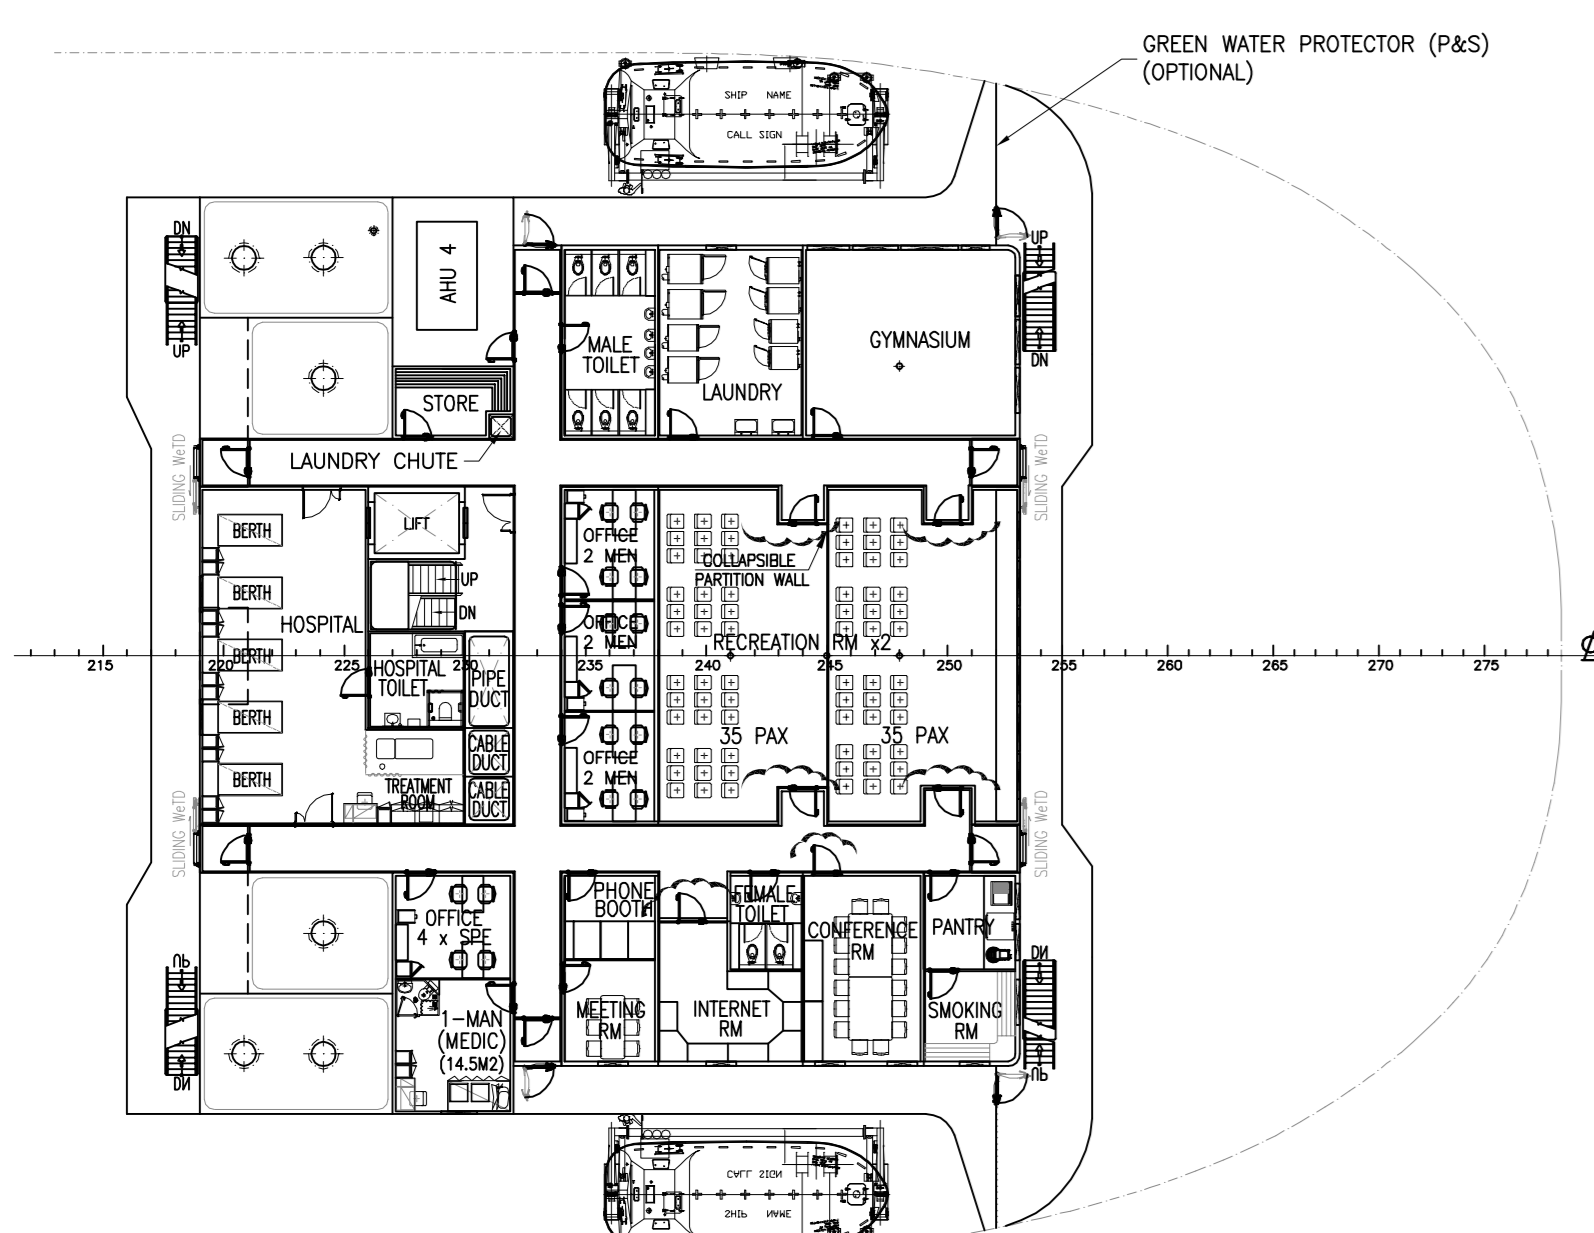 GREEN WATER PROTECTOR (P&S)
(OPTIONAL)
SHIP NAME
CALL SIGN
DN
UP
AHU 4
UP
DN
MALE
TOILET
GYMNASIUM
LAUNDRY
STORE
LAUNDRY CHUTE
SLIDING WeTD
SLIDING WeTD
LIFT
BERTH
OFFICE
2 MEN
COLLAPSIBLE
PARTITION WALL
UP
DN
BERTH
HOSPITAL
OFFICE
2 MEN
RECREATION RM x2
BERTH
215 220 225 230 235 240 245 250 255 260 265 270 275
HOSPITAL
TOILET
PIPE
DUCT
BERTH
35 PAX
35 PAX
CABLE
DUCT
OFFICE
2 MEN
BERTH
TREATMENT
ROOM
CABLE
DUCT
SLIDING WeTD
SLIDING WeTD
PHONE
BOOTH
FEMALE
TOILET
OFFICE
4 x SPE
CONFERENCE
RM
PANTRY
UP
DN
DN
UP
1-MAN
(MEDIC)
(14.5M2)
MEETING
RM
INTERNET
RM
SMOKING
RM
CALL SIGN
SHIP NAME